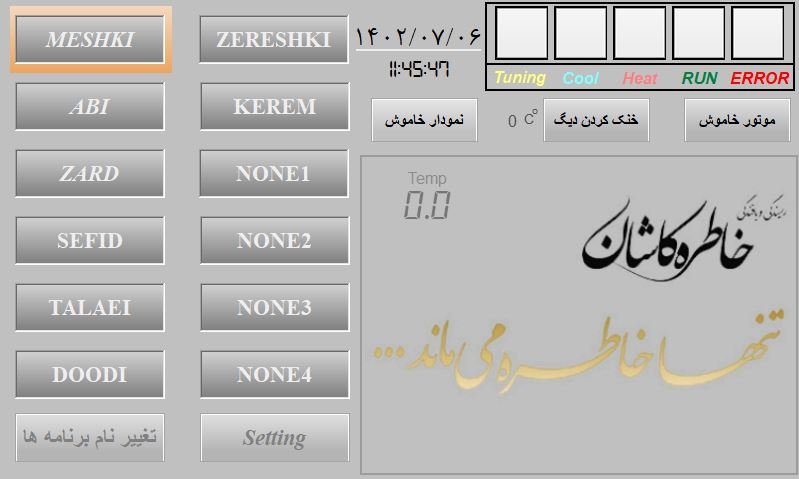 MESHKI
ZERESHKI
ABI
KEREM
ZARD
NONE1
SEFID
NONE2
TALAEI
NONE3
DOODI
NONE4
تغییر نام برنامه ها
Setting
۱۴۰۲/۰۷/۰۶
11:45:47
Tuning Cool Heat RUN ERROR
موتور خاموش
خنک کردن دیگ
0 C°
نمودار خاموش
Temp
0.0
ریسندگی و بافندگی
خاطره کاشان
تنها خاطره می ماند ...